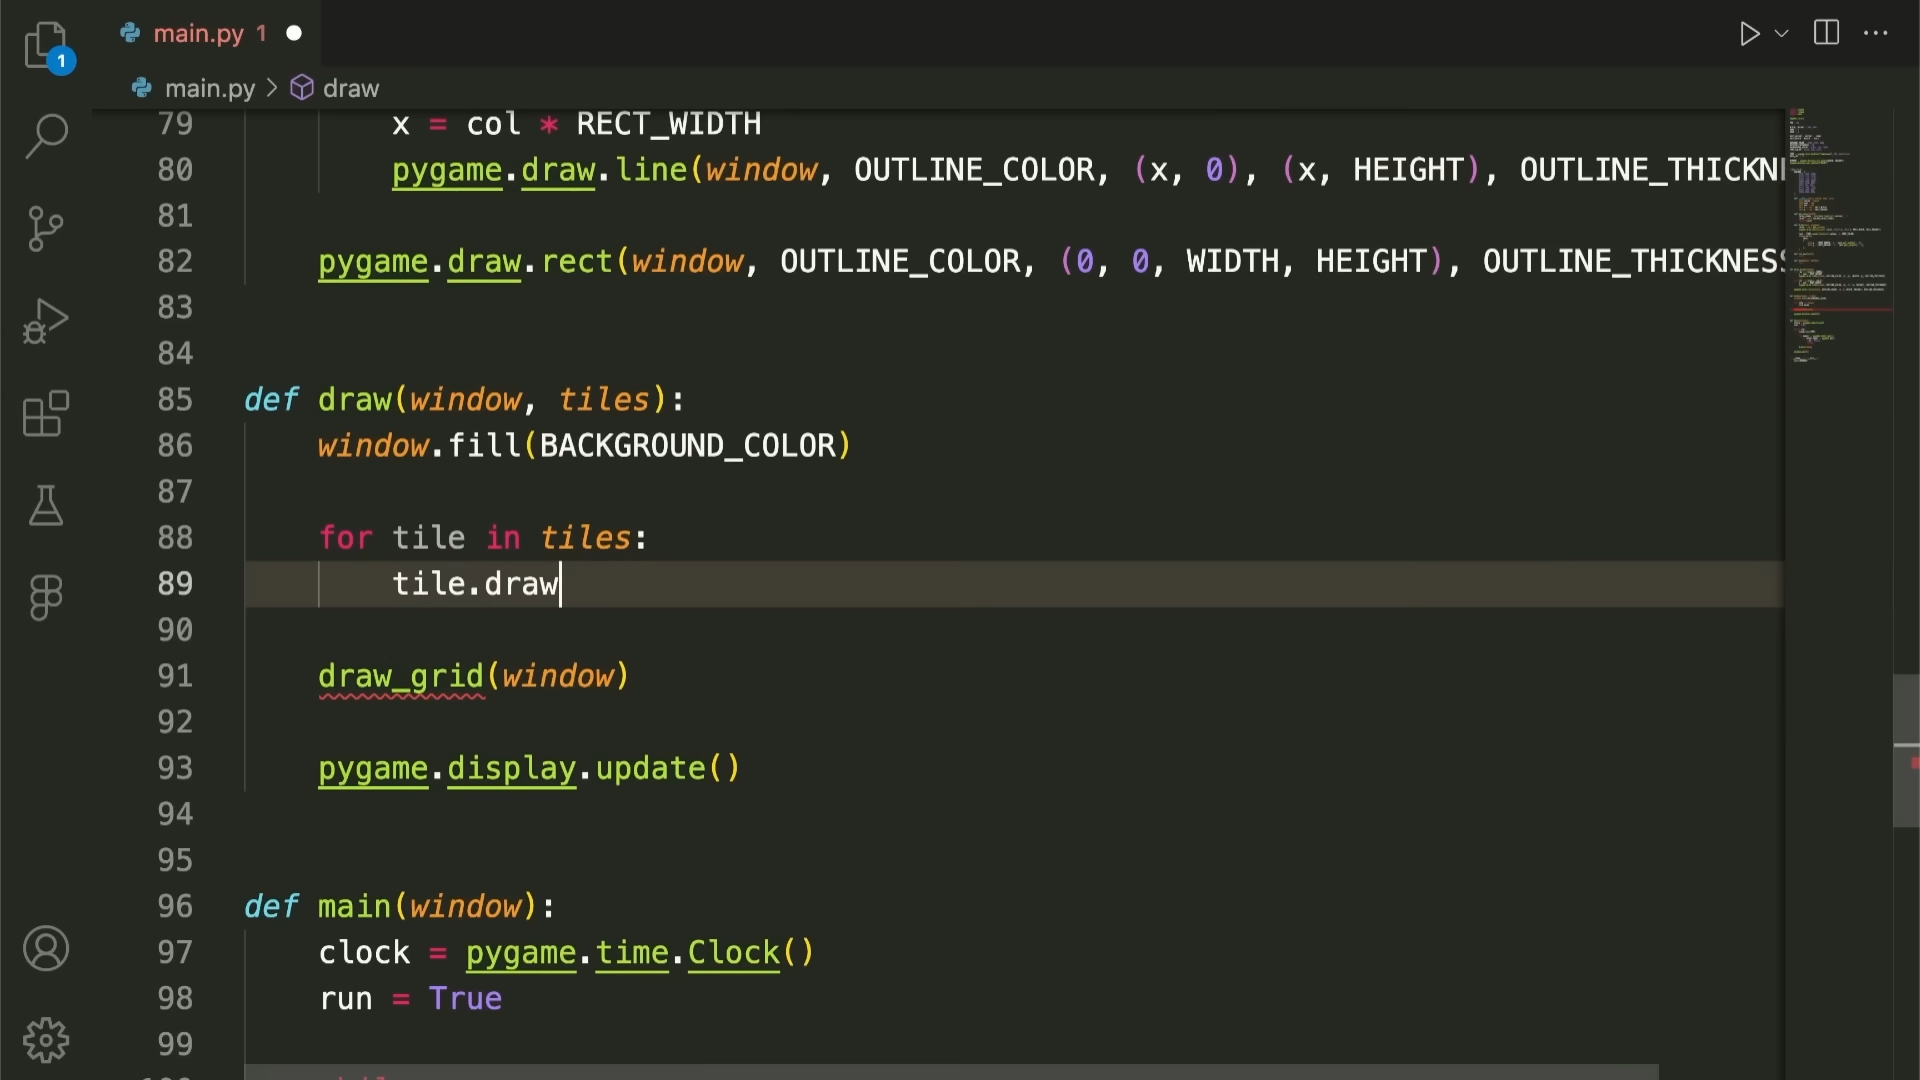 1
main.py 1
main.py > draw
79 x = col * RECT_WIDTH
80 pygame.draw.line(window, OUTLINE_COLOR, (x, 0), (x, HEIGHT), OUTLINE_THICKN
81
82 pygame.draw.rect(window, OUTLINE_COLOR, (0, 0, WIDTH, HEIGHT), OUTLINE_THICKNESS
83
84
85 def draw(window, tiles):
86 window.fill(BACKGROUND_COLOR)
87
88 for tile in tiles:
89 tile.draw
90
91 draw_grid(window)
92
93 pygame.display.update()
94
95
96 def main(window):
97 clock = pygame.time.Clock()
98 run = True
99